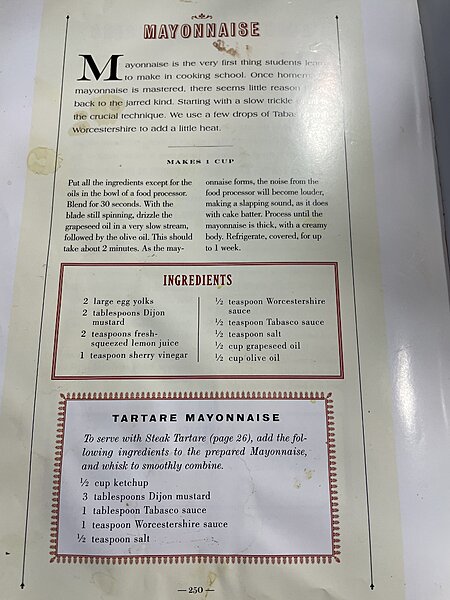 MAYONNAISE
Mayonnaise is the very first thing students learn
to make in cooking school. Once
mayonnaise is mastered, there seems little reason
back to the jarred kind. Starting with a slow trickle
the crucial technique. We use a few drops of
Worcestershire to add a little heat.
MAKES 1 CUP
Put all the ingredients except for the
oils in the bowl of a food processor.
Blend for 30 seconds. With the
blade still spinning, drizzle the
grapeseed oil in a very slow stream,
followed by the olive oil. This should
take about 2 minutes. As the may-
onnaise forms, the noise from the
food processor will become louder,
making a slapping sound, as it does
with cake batter. Process until the
mayonnaise is thick, with a creamy
body. Refrigerate, covered, for up
to 1 week.
INGREDIENTS
2 large egg yolks
2 tablespoons Dijon
mustard
2 teaspoons fresh-
squeezed lemon juice
1 teaspoon sherry vinegar
½ teaspoon Worcestershire
sauce
½ teaspoon Tabasco sauce
½ teaspoon salt
½ cup grapeseed oil
½ cup olive oil
TARTARE MAYONNAISE
To serve with Steak Tartare (page 26), add the fol-
lowing ingredients to the prepared Mayonnaise,
and whisk to smoothly combine.
½ cup ketchup
3 tablespoons Dijon mustard
1 tablespoon Tabasco sauce
1 teaspoon Worcestershire sauce
½ teaspoon salt
—250—